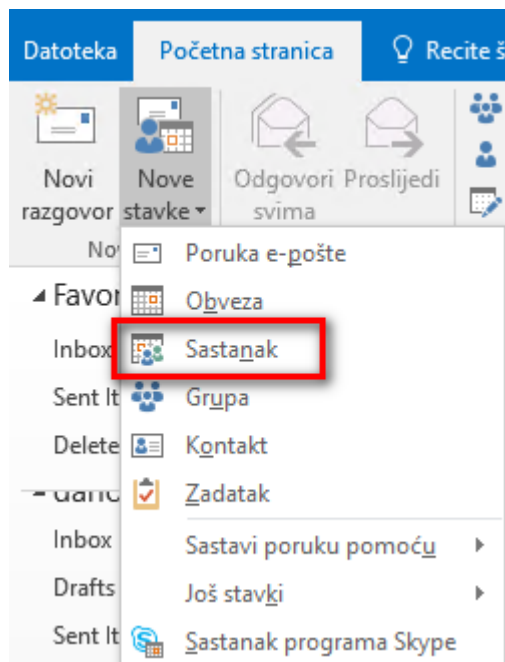 Datoteka Početna stranica Recite š
Novi razgovor
Nove stavke
Odgovori svima
Proslijedi
No
Favor
Inbox
Sent It
Delete
Inbox
Drafts
Sent It
Poruka e-pošte
Obveza
Sastanak
Grupa
Kontakt
Zadatak
Sastavi poruku pomoću
Još stavki
Sastanak programa Skype